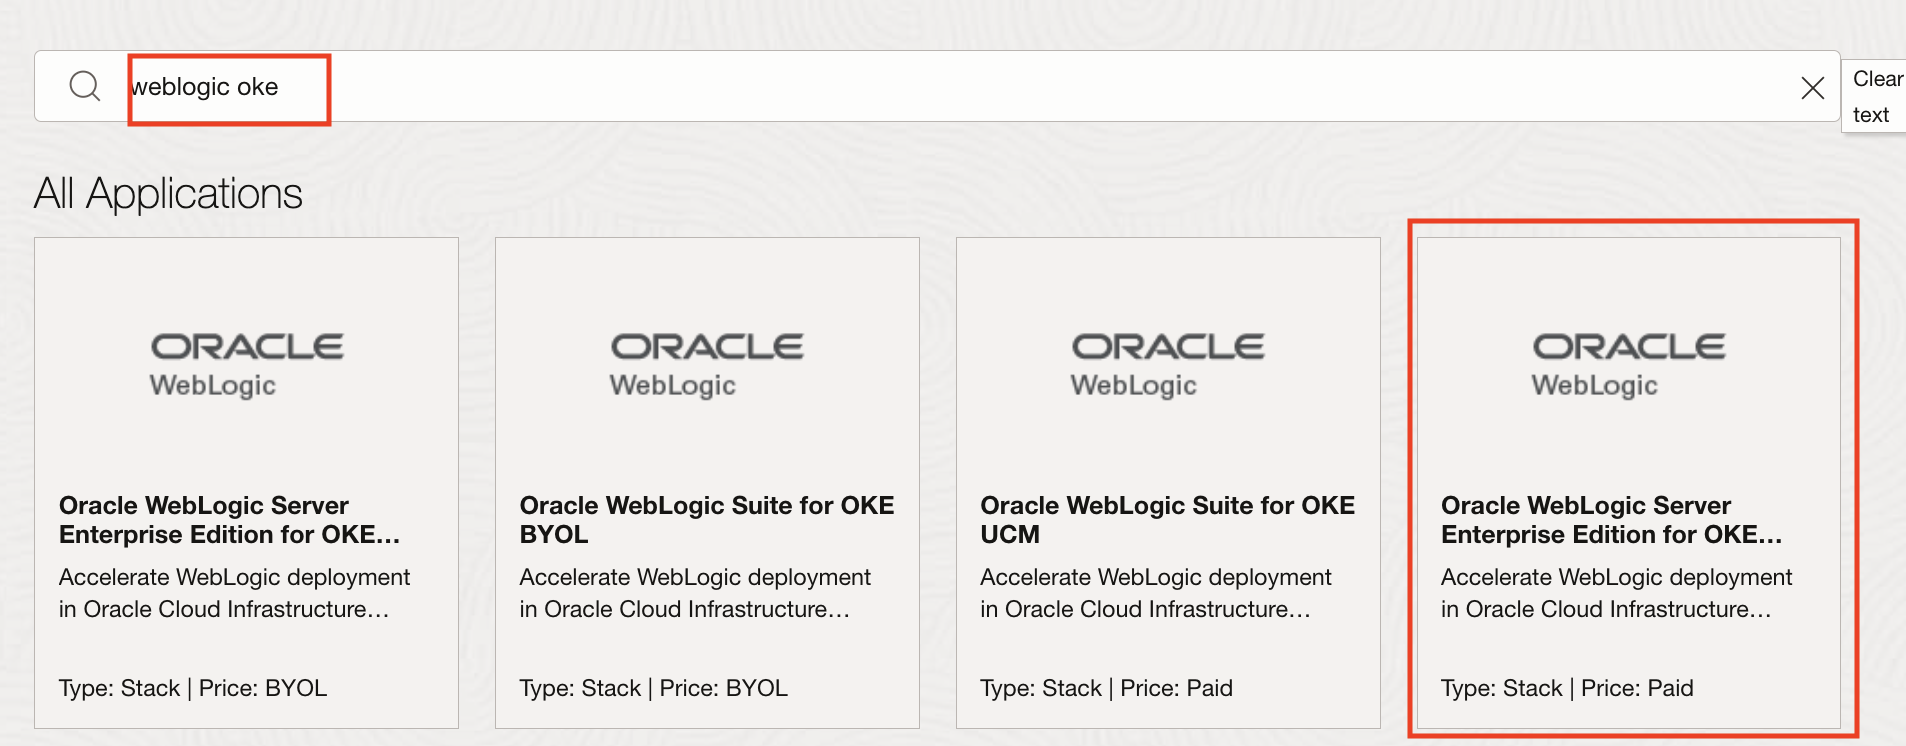 weblogic oke
Clear
text
All Applications
ORACLE
WebLogic
Oracle WebLogic Server
Enterprise Edition for OKE...
Accelerate WebLogic deployment
in Oracle Cloud Infrastructure...
Type: Stack | Price: BYOL
ORACLE
WebLogic
Oracle WebLogic Suite for OKE
BYOL
Accelerate WebLogic deployment
in Oracle Cloud Infrastructure...
Type: Stack | Price: BYOL
ORACLE
WebLogic
Oracle WebLogic Suite for OKE
UCM
Accelerate WebLogic deployment
in Oracle Cloud Infrastructure...
Type: Stack | Price: Paid
ORACLE
WebLogic
Oracle WebLogic Server
Enterprise Edition for OKE...
Accelerate WebLogic deployment
in Oracle Cloud Infrastructure...
Type: Stack | Price: Paid